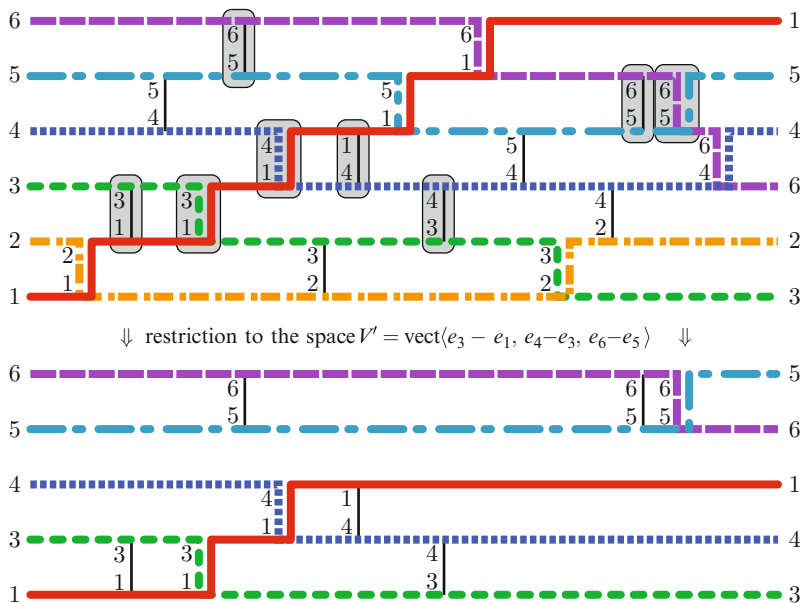 6 6 6 1
5 1
5 5 6 6 5
4 5 1 5 5
4 4 1 5 6 4
1 4 4 4
3 3 3 4 4 6
1 1 3 2
2 3 3 2
2 2 2
1 1 3
⇓ restriction to the space V′ = vect⟨e3 − e1, e4−e3, e6−e5⟩ ⇓
6 6 6 6 5
5 5 5 5 6
4 4 1 1
1 4
3 3 3 4 4
1 1 1 3 3